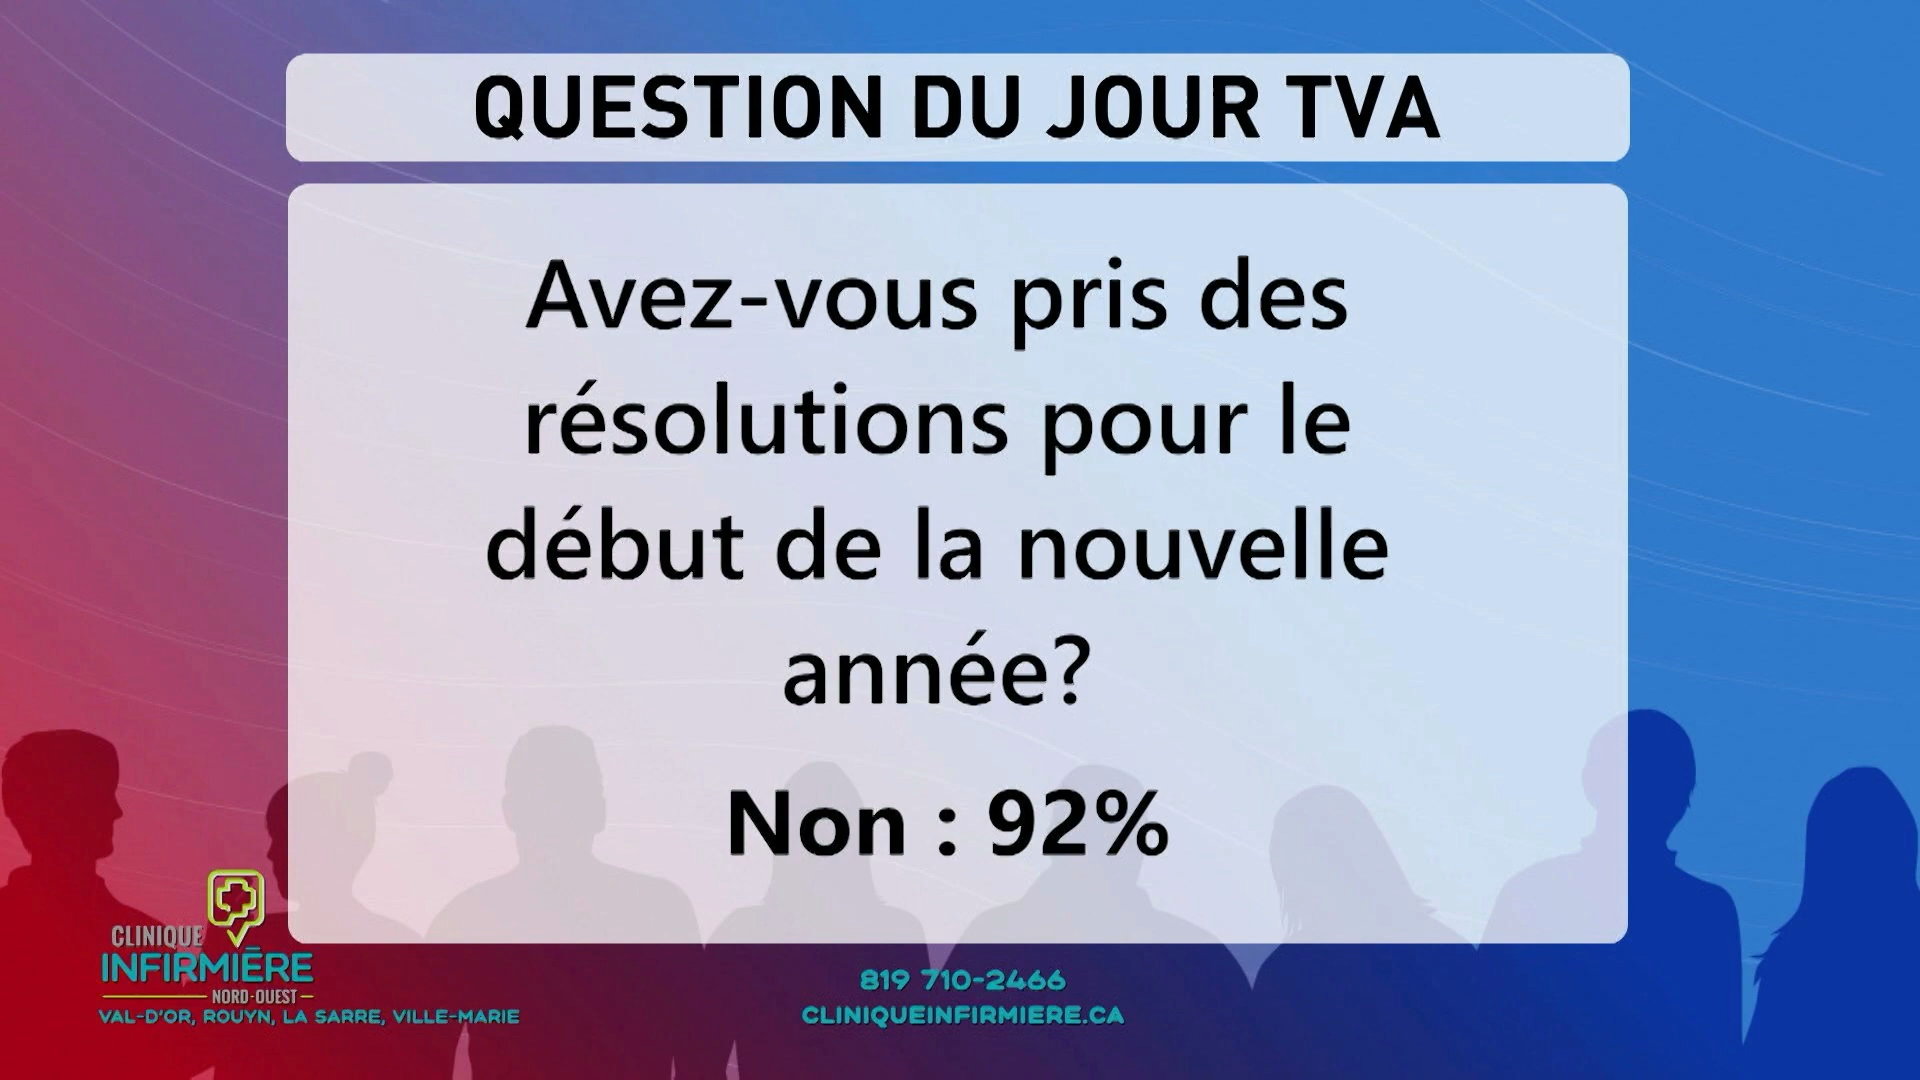 QUESTION DU JOUR TVA
Avez-vous pris des
résolutions pour le
début de la nouvelle
année?
Non : 92%
CLINIQUE
INFIRMIÈRE
NORD-OUEST
VAL-D'OR, ROUYN, LA SARRE, VILLE-MARIE
819 710-2466
CLINIQUEINFIRMIERE.CA